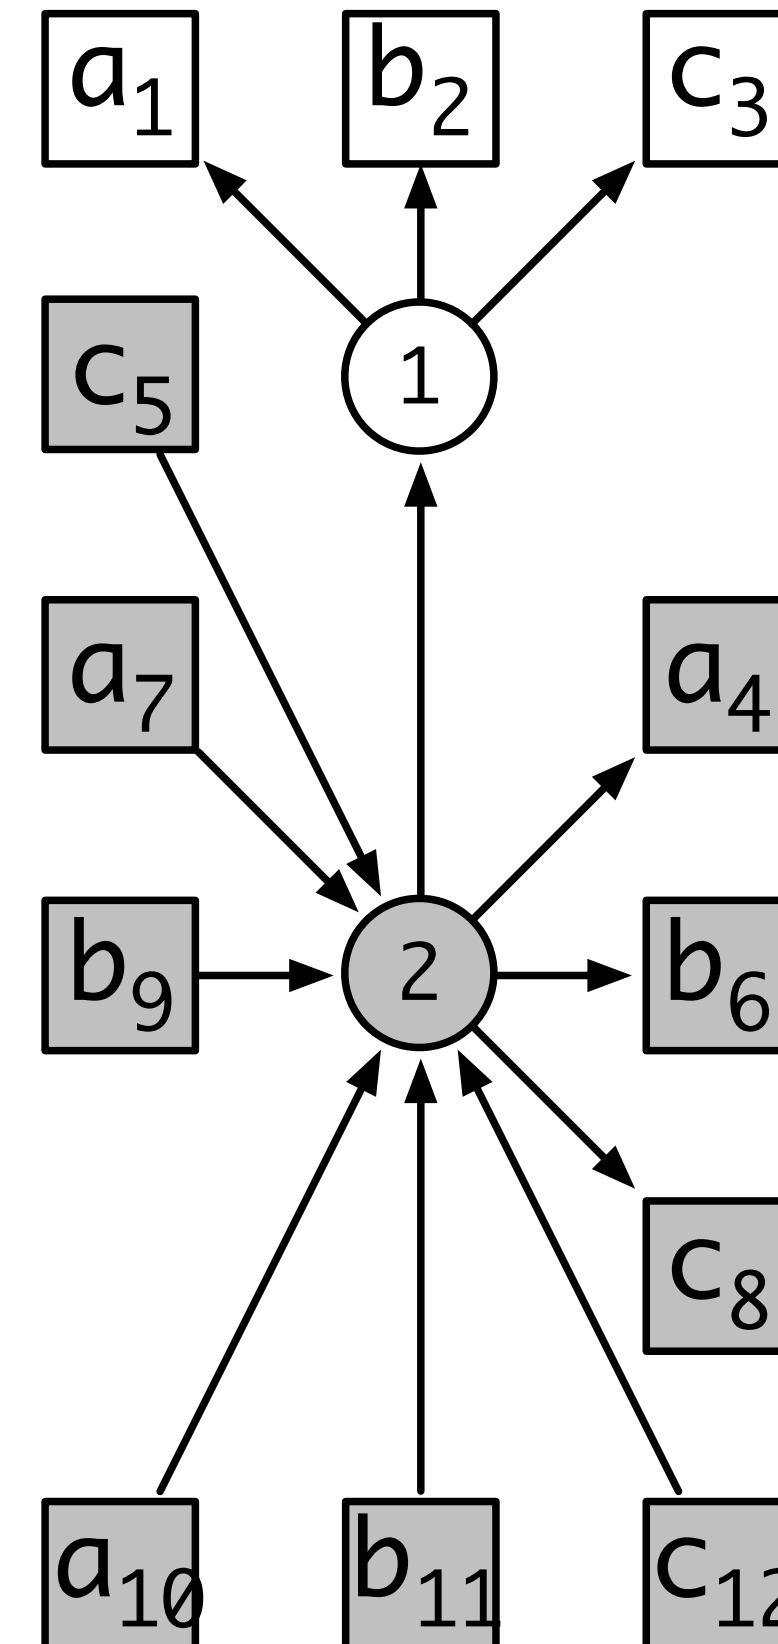 a₁ b₂ c₃
c₅ 1
a₇ a₄
b₉ 2 b₆
c₈
a₁₀ b₁₁ c₁₂